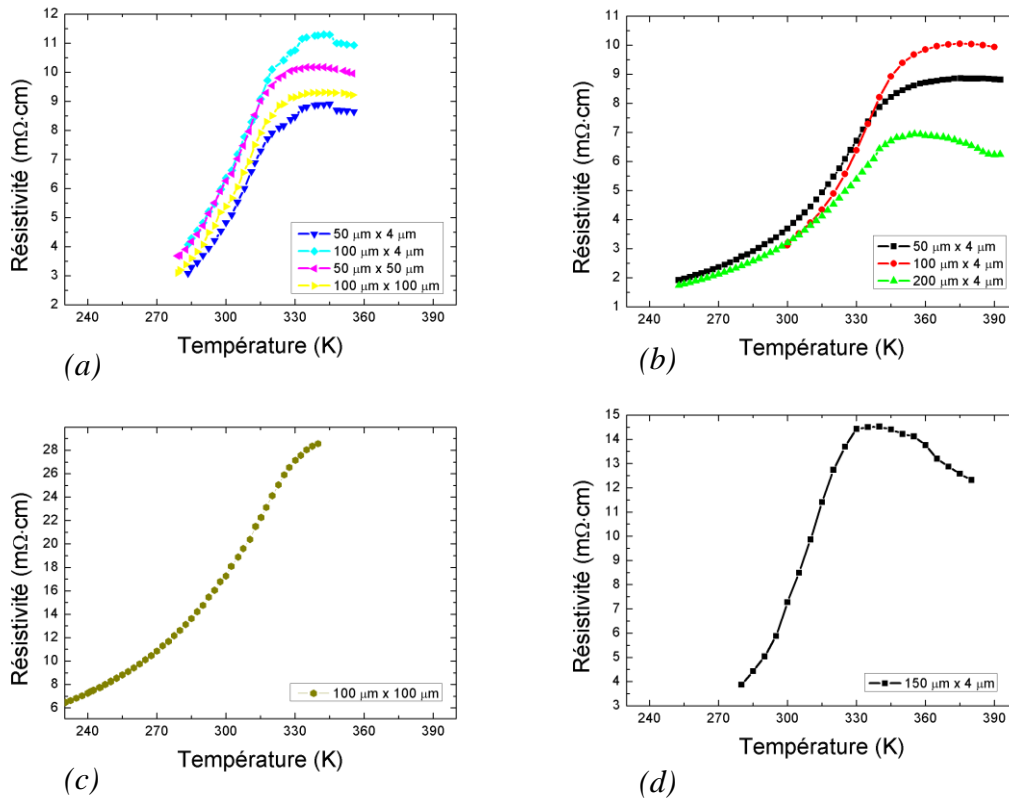 12
11
10
9
8
7
6
5
4
3
2
Résistivité (mΩ·cm)
50 µm x 4 µm
100 µm x 4 µm
50 µm x 50 µm
100 µm x 100 µm
240 270 300 330 360 390
Température (K)
(a)
11
10
9
8
7
6
5
4
3
2
1
Résistivité (mΩ·cm)
50 µm x 4 µm
100 µm x 4 µm
200 µm x 4 µm
240 270 300 330 360 390
Température (K)
(b)
28
26
24
22
20
18
16
14
12
10
8
6
Résistivité (mΩ·cm)
100 µm x 100 µm
240 270 300 330 360 390
Température (K)
(c)
15
14
13
12
11
10
9
8
7
6
5
4
3
Résistivité (mΩ·cm)
150 µm x 4 µm
240 270 300 330 360 390
Température (K)
(d)